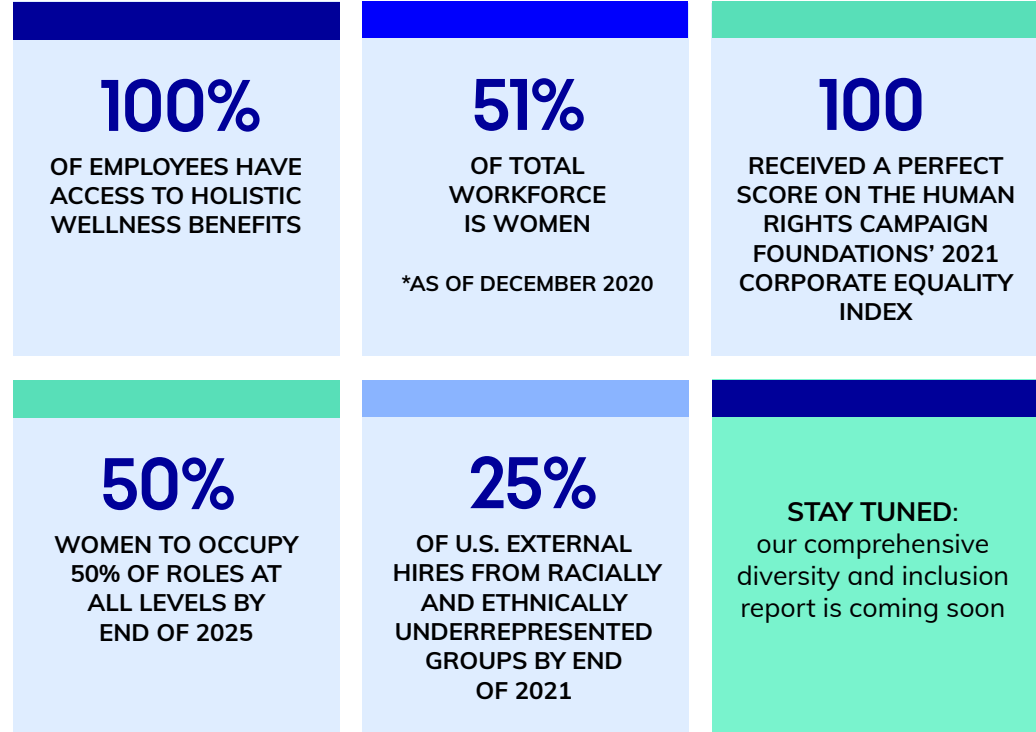 100%
OF EMPLOYEES HAVE
ACCESS TO HOLISTIC
WELLNESS BENEFITS
51%
OF TOTAL
WORKFORCE
IS WOMEN
*AS OF DECEMBER 2020
100
RECEIVED A PERFECT
SCORE ON THE HUMAN
RIGHTS CAMPAIGN
FOUNDATIONS’ 2021
CORPORATE EQUALITY
INDEX
50%
WOMEN TO OCCUPY
50% OF ROLES AT
ALL LEVELS BY
END OF 2025
25%
OF U.S. EXTERNAL
HIRES FROM RACIALLY
AND ETHNICALLY
UNDERREPRESENTED
GROUPS BY END
OF 2021
STAY TUNED:
our comprehensive
diversity and inclusion
report is coming soon